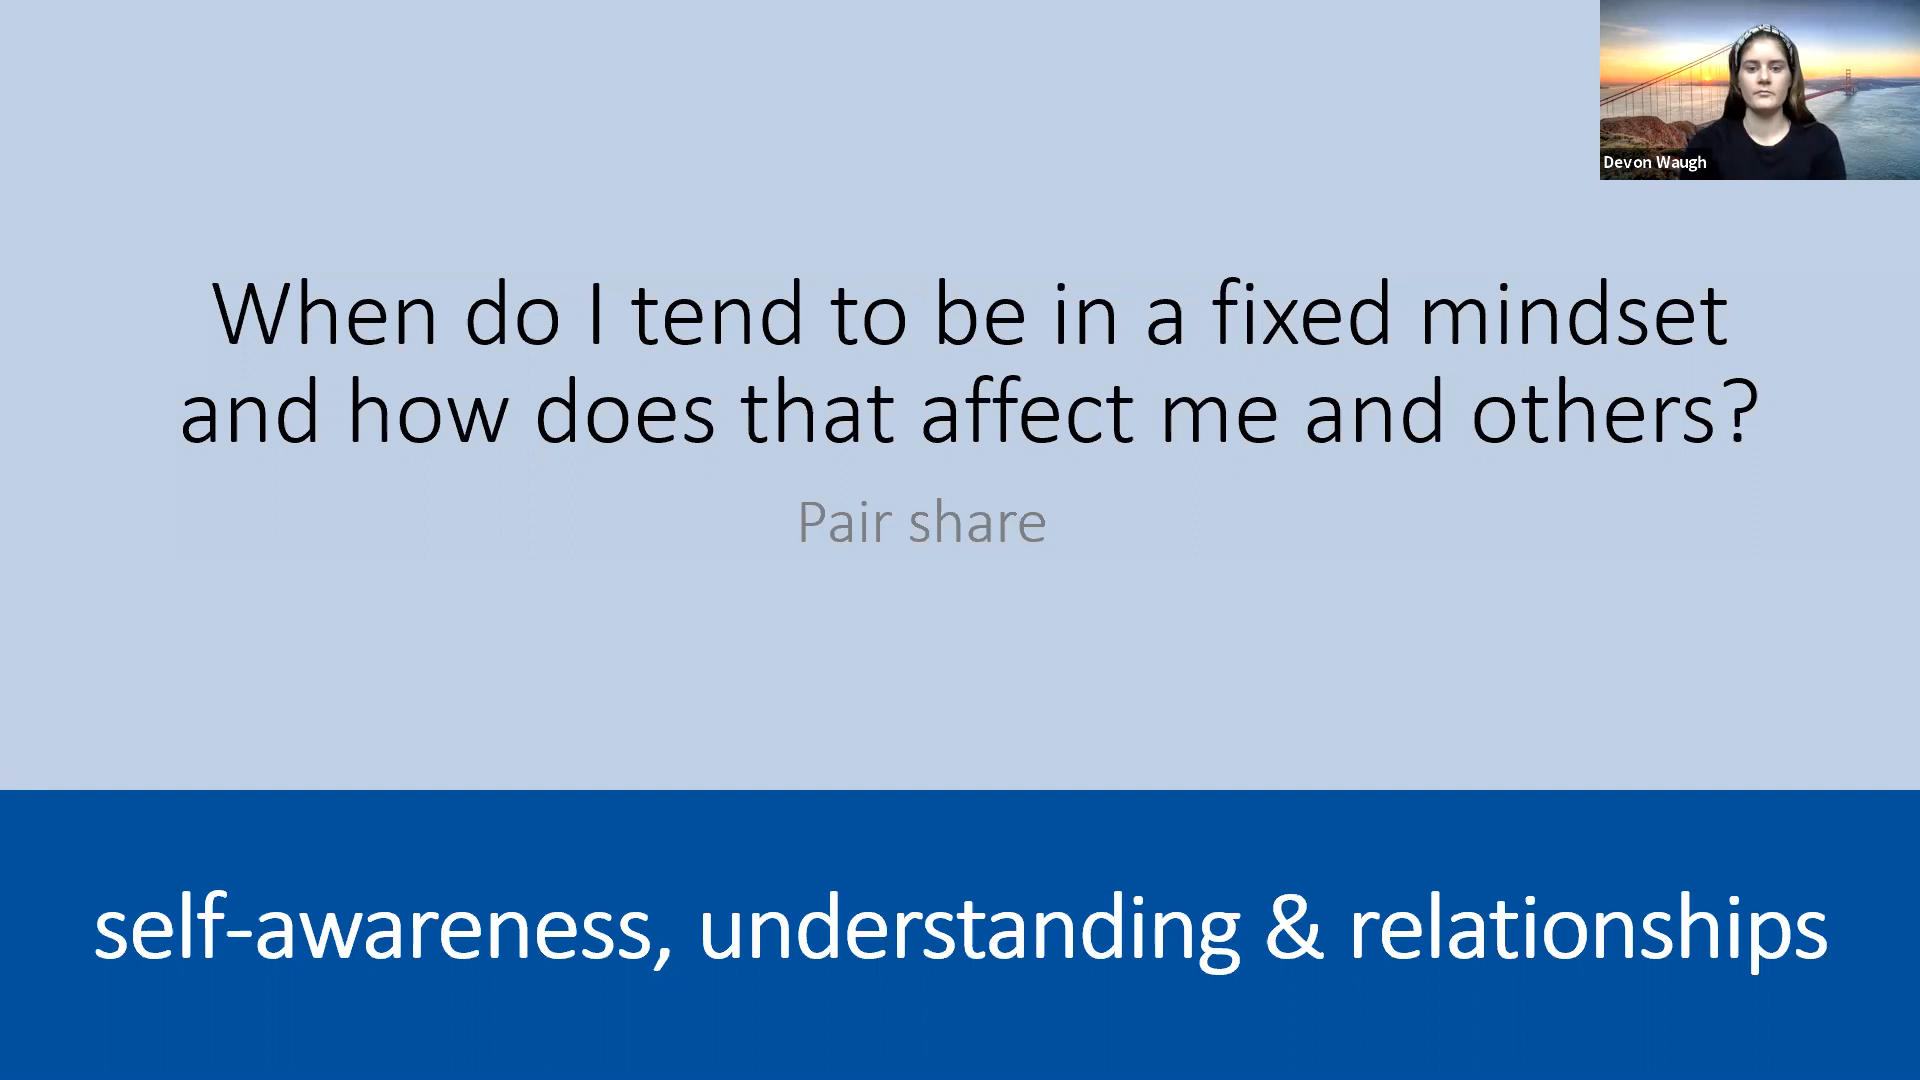 Devon Waugh
When do I tend to be in a fixed mindset
and how does that affect me and others?
Pair share
self-awareness, understanding & relationships